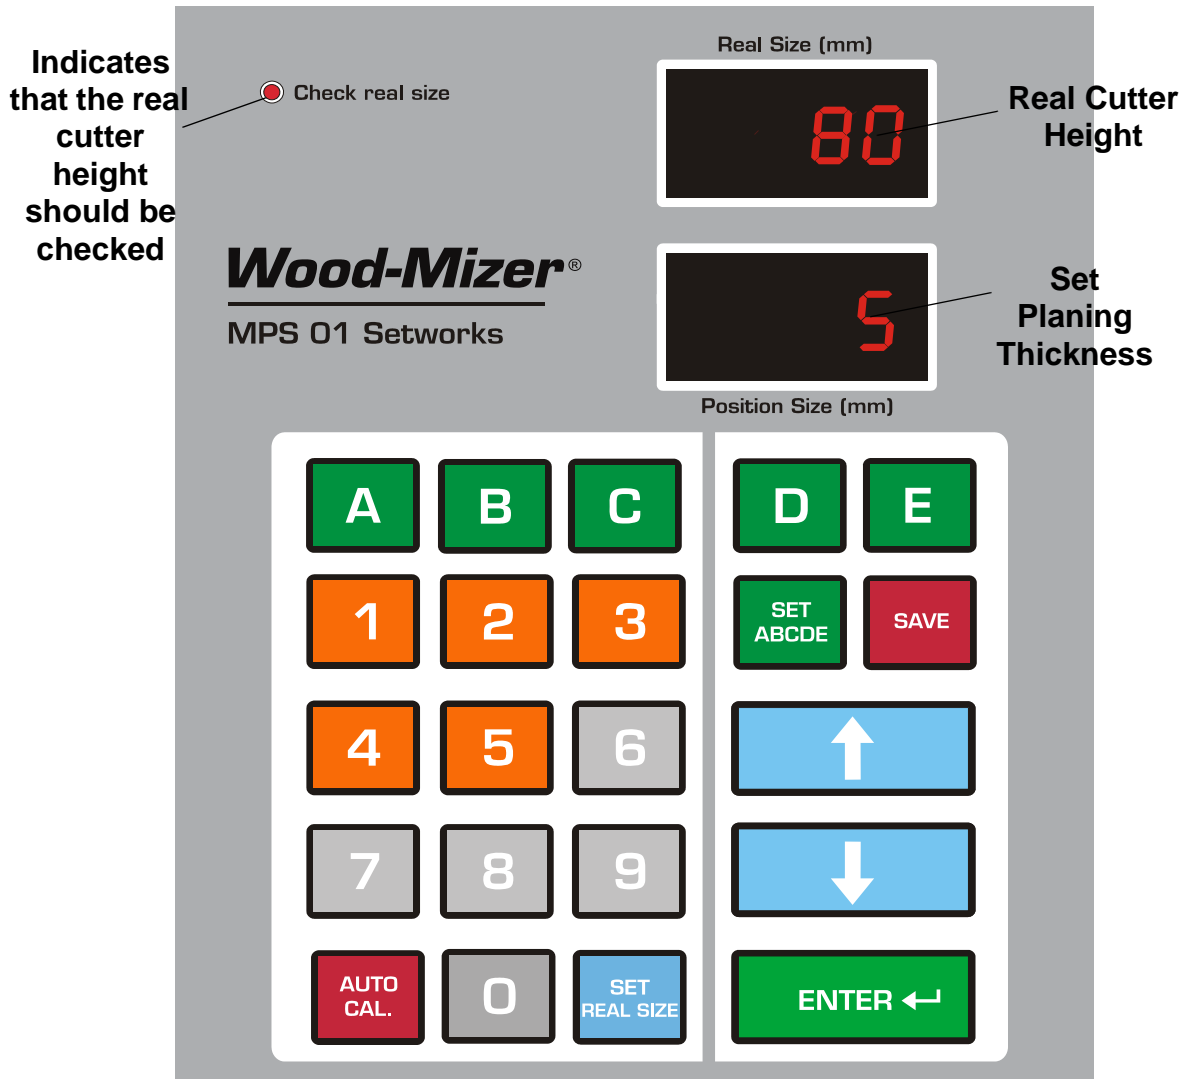 Indicates
that the real
cutter
height
should be
checked
Check real size
Real Size (mm)
80
Real Cutter
Height
Wood-Mizer®
MPS 01 Setworks
5
Set
Planing
Thickness
Position Size (mm)
A B C D E
1 2 3
SET
ABCDE
SAVE
4 5 6
7 8 9
AUTO
CAL.
0
SET
REAL SIZE
ENTER